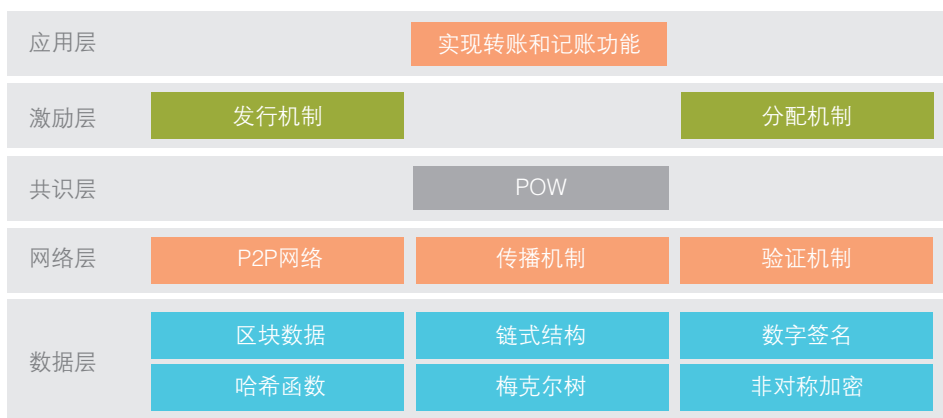 应用层
实现转账和记账功能
激励层
发行机制
分配机制
共识层
POW
网络层
P2P网络
传播机制
验证机制
数据层
区块数据
链式结构
数字签名
哈希函数
梅克尔树
非对称加密